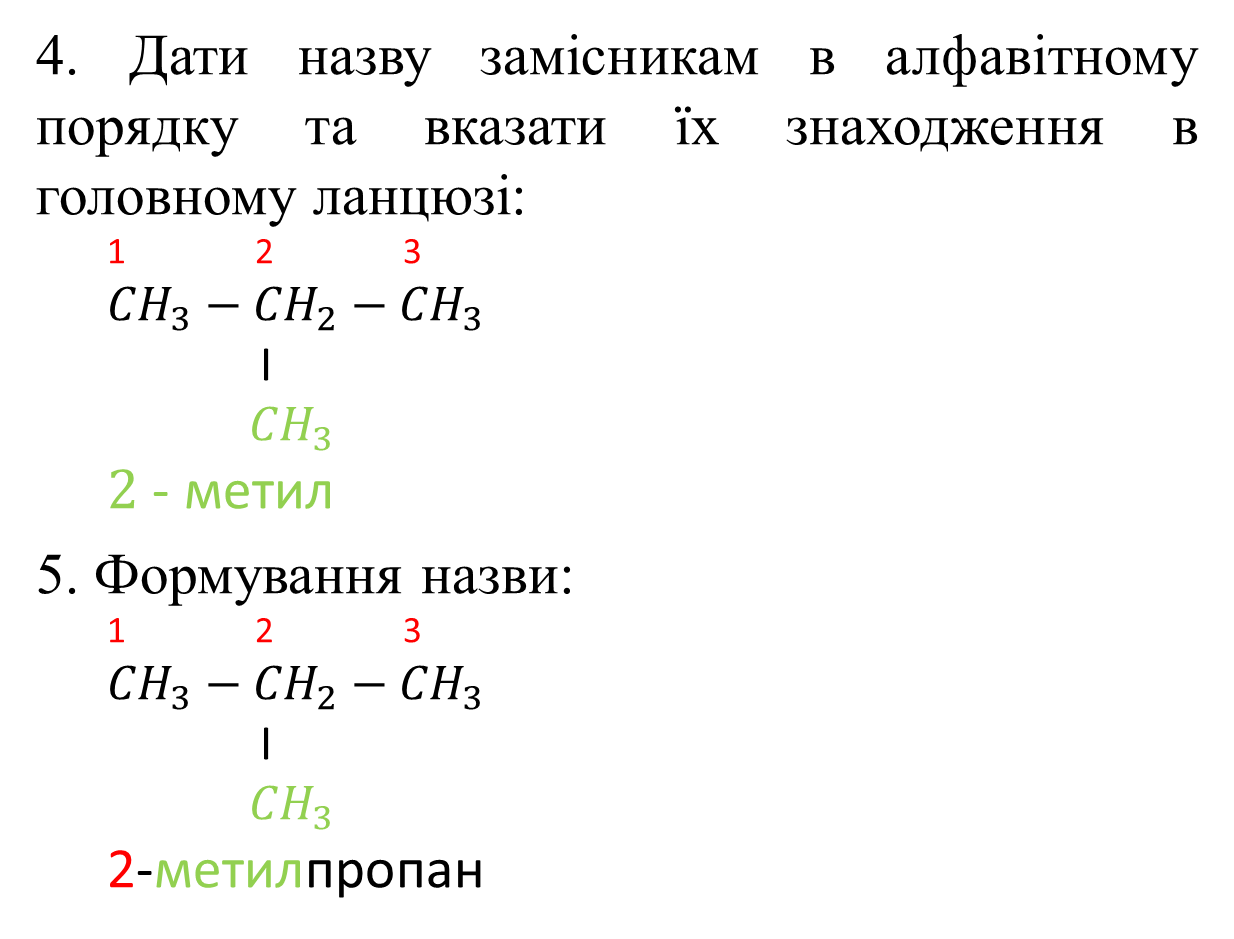 4. Дати назву замісникам в алфавітному
порядку та вказати їх знаходження в
головному ланцюзі:
1 2 3
CH₃ − CH₂ − CH₃
|
CH₃
2 - метил
5. Формування назви:
1 2 3
CH₃ − CH₂ − CH₃
|
CH₃
2-метилпропан